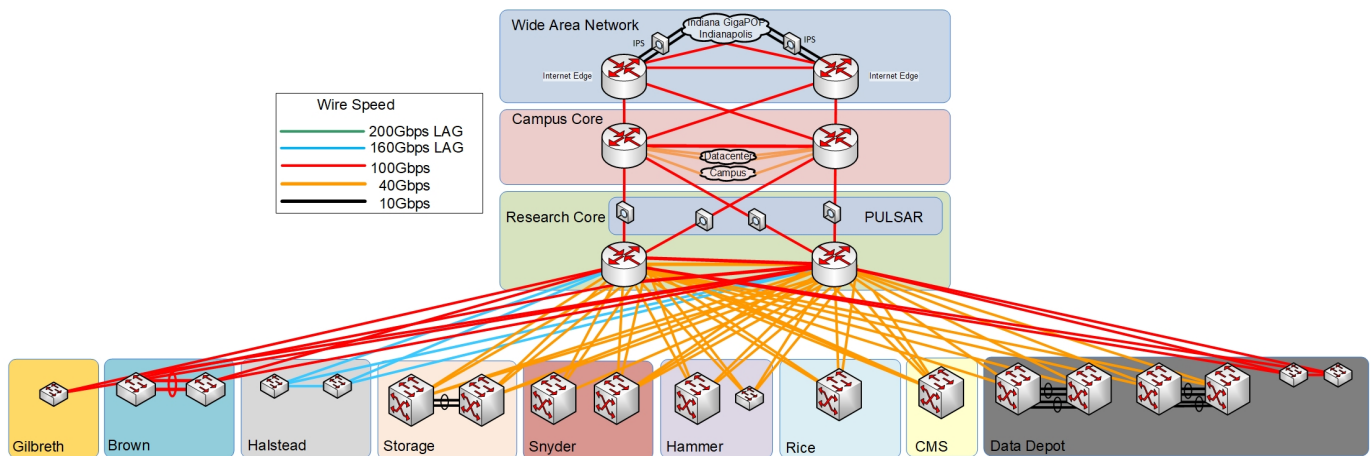 Wide Area Network
Indiana GigaPOP
Indianapolis
IPS
IPS
Internet Edge
Internet Edge
Wire Speed
200Gbps LAG
160Gbps LAG
100Gbps
40Gbps
10Gbps
Campus Core
Datacenter
Campus
Research Core
PULSAR
Gilbreth
Brown
Halstead
Storage
Snyder
Hammer
Rice
CMS
Data Depot